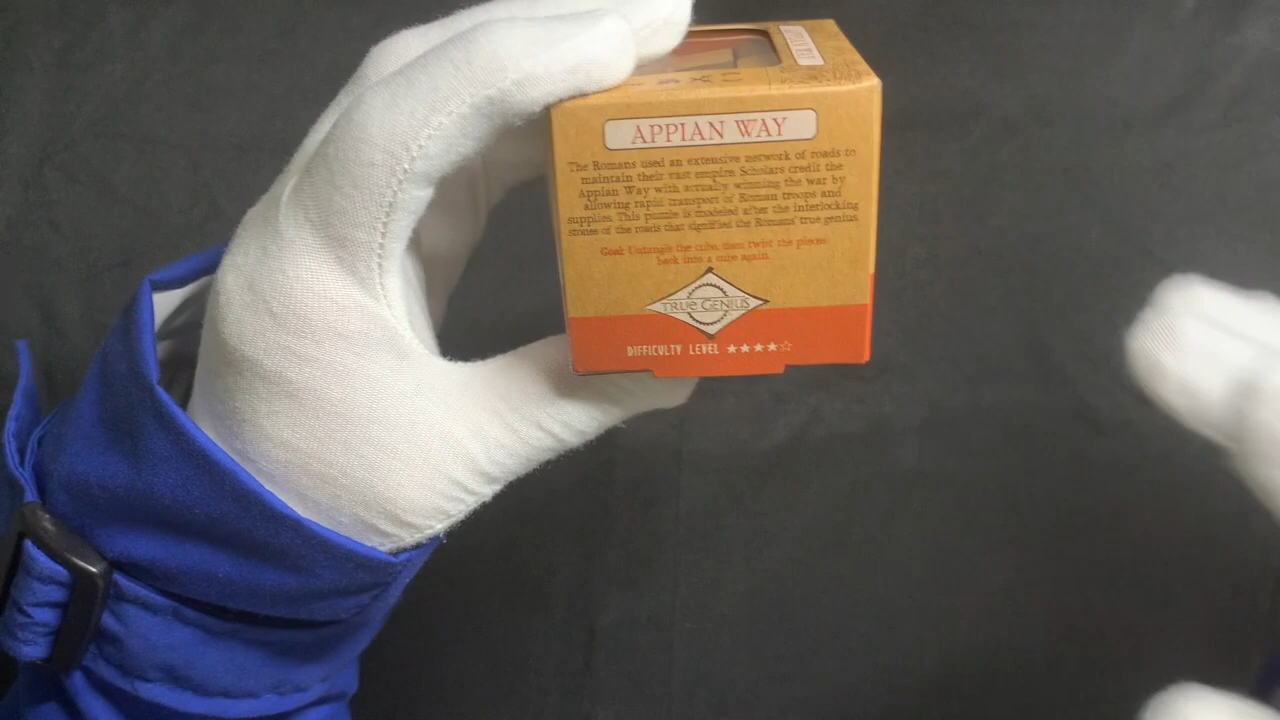 APPIAN WAY
The Romans used an extensive network of roads to
maintain their vast empire. Scholars credit the
Appian Way with actually winning the war by
allowing rapid transport of Roman troops and
supplies. This puzzle is modeled after the interlocking
stones of the roads that signified the Romans' true genius.
Goal: Untangle the cube, then twist the pieces
back into a cube again.
TRUE GENIUS
DIFFICULTY LEVEL ★★★★☆